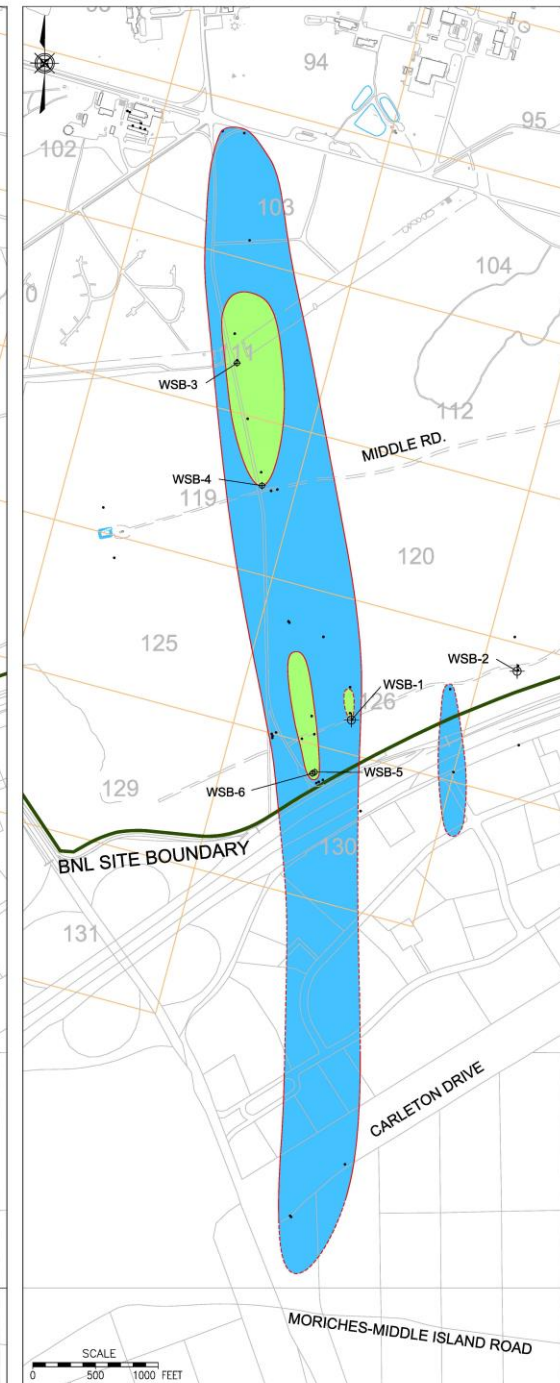 94
95
102
103
104
0
11
WSB-3
112
MIDDLE RD.
WSB-4
119
120
125
WSB-2
WSB-1
126
WSB-5
WSB-6
129
BNL SITE BOUNDARY
130
131
CARLETON DRIVE
MORICHES-MIDDLE ISLAND ROAD
SCALE
0 500 1000 FEET